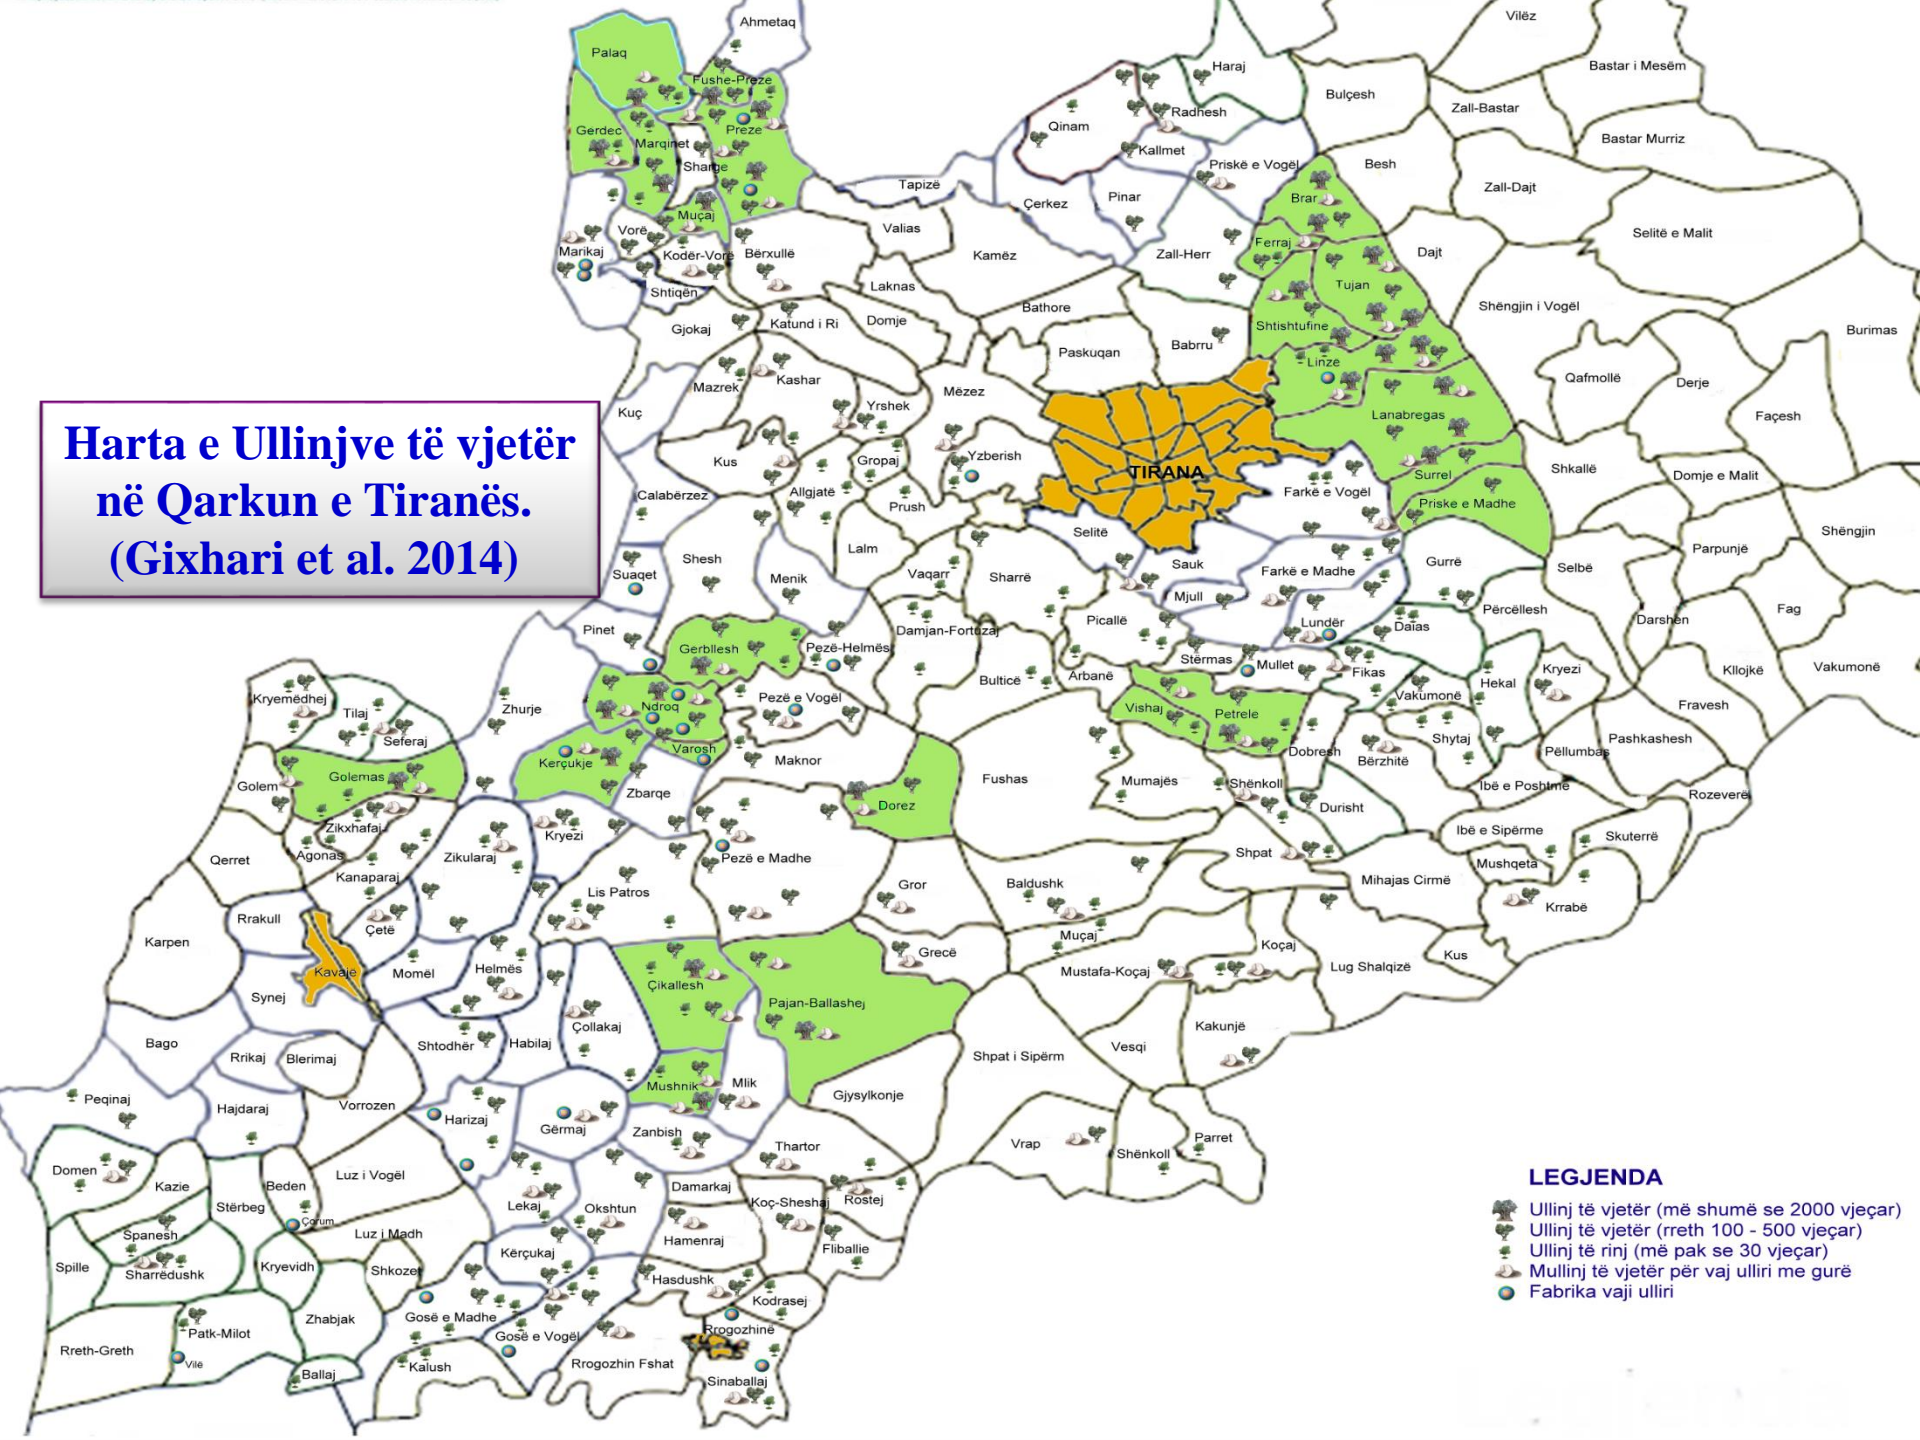 Harta e Ullinjve të vjetër
në Qarkun e Tiranës.
(Gixhari et al. 2014)
Ahmetaq
Vilëz
Palaq
Haraj
Bastar i Mesëm
Fushe-Preze
Bulçesh
Zall-Bastar
Radhesh
Gerdec
Preze
Qinam
Bastar Murriz
Marqinet
Kallmet
Sharge
Priskë e Vogël
Besh
Tapizë
Pinar
Zall-Dajt
Brar
Çerkez
Muçaj
Vorë
Valias
Selitë e Malit
Ferraj
Marikaj
Kodër-Vorë
Bërxullë
Kamëz
Zall-Herr
Dajt
Shtiqën
Laknas
Tujan
Bathore
Shëngjin i Vogël
Gjokaj
Katund i Ri
Domje
Shtishtufine
Burimas
Paskuqan
Babrru
Linzë
Mazrek
Kashar
Mëzez
Qafmollë
Derje
Kuç
Yrshek
Lanabregas
Façesh
Kus
Gropaj
Yzberish
TIRANA
Surrel
Shkallë
Domje e Malit
Calabërzez
Allgjatë
Prush
Farkë e Vogël
Priske e Madhe
Selitë
Shëngjin
Shesh
Lalm
Parpunjë
Suaqet
Menik
Vaqarr
Sharrë
Sauk
Farkë e Madhe
Gurrë
Selbë
Mjull
Përcëllesh
Fag
Pinet
Damjan-Fortuzaj
Picallë
Lundër
Daias
Darshën
Gerbllesh
Pezë-Helmës
Stërmas
Mullet
Fikas
Kryezi
Kllojkë
Vakumonë
Bulticë
Arbanë
Hekal
Kryemëdhej
Zhurje
Ndroq
Pezë e Vogël
Vakumonë
Tilaj
Vishaj
Petrele
Fravesh
Seferaj
Varosh
Dobresh
Shytaj
Pëllumbas
Pashkashesh
Golemas
Kerçukje
Maknor
Bërzhitë
Golem
Zbarqe
Fushas
Mumajës
Shënkoll
Ibë e Poshtme
Rozeverë
Dorez
Durisht
Zikxhafaj
Kryezi
Ibë e Sipërme
Skuterrë
Qerret
Agonas
Zikularaj
Pezë e Madhe
Shpat
Mushqeta
Kanaparaj
Lis Patros
Gror
Baldushk
Mihajas Cirmë
Krrabë
Rrakull
Çetë
Karpen
Muçaj
Koçaj
Kavajë
Momël
Helmës
Grecë
Mustafa-Koçaj
Lug Shalqizë
Kus
Synej
Çikallesh
Pajan-Ballashej
Çollakaj
Kakunjë
Bago
Rrikaj
Blerimaj
Shtodhër
Habilaj
Shpat i Sipërm
Vesqi
Mushnik
Mlik
Peqinaj
Hajdaraj
Vorrozen
Harizaj
Gjysylkonje
Gërmaj
Zanbish
Thartor
Vrap
Parret
Shënkoll
Domen
Kazie
Beden
Luz i Vogël
Damarkaj
Stërbeg
Lekaj
Okshtun
Koç-Sheshaj
Rostej
Çorum
Spanesh
Luz i Madh
Hamenraj
Fliballie
Kërçukaj
Spille
Sharrëdushk
Kryevidh
Shkozet
Hasdushk
Kodrasej
Zhabjak
Gosë e Madhe
Patk-Milot
Gosë e Vogël
Rrogozhinë
Rreth-Greth
Vilë
Kalush
Rrogozhin Fshat
Ballaj
Sinaballaj
LEGJENDA
Ullinj të vjetër (më shumë se 2000 vjeçar)
Ullinj të vjetër (rreth 100 - 500 vjeçar)
Ullinj të rinj (më pak se 30 vjeçar)
Mullinj të vjetër për vaj ulliri me gurë
Fabrika vaji ulliri